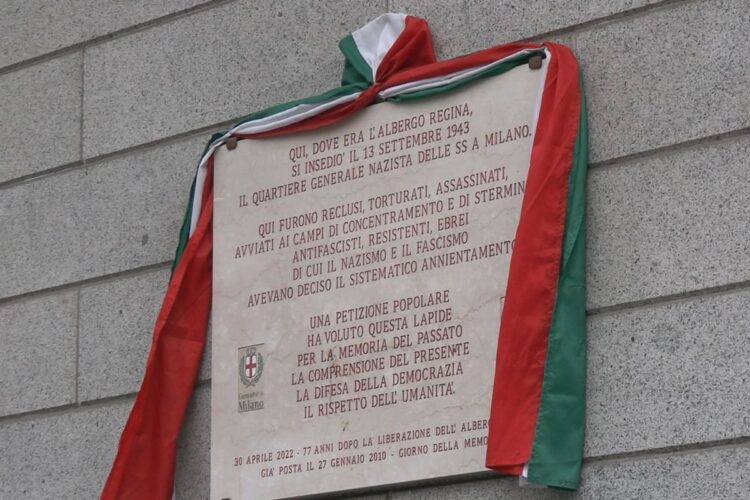 QUI, DOVE ERA L'ALBERGO REGINA,
SI INSEDIO' IL 13 SETTEMBRE 1943
IL QUARTIERE GENERALE NAZISTA DELLE SS A MILANO.
QUI FURONO RECLUSI, TORTURATI, ASSASSINATI,
AVVIATI AI CAMPI DI CONCENTRAMENTO E DI STERMIN
ANTIFASCISTI, RESISTENTI, EBREI
DI CUI IL NAZISMO E IL FASCISMO
AVEVANO DECISO IL SISTEMATICO ANNIENTAMENTO
UNA PETIZIONE POPOLARE
HA VOLUTO QUESTA LAPIDE
PER LA MEMORIA DEL PASSATO
LA COMPRENSIONE DEL PRESENTE
LA DIFESA DELLA DEMOCRAZIA
IL RISPETTO DELL' UMANITA'.
Comune di
Milano
30 APRILE 2022 - 77 ANNI DOPO LA LIBERAZIONE DELL' ALBERG
GIA' POSTA IL 27 GENNAIO 2010 - GIORNO DELLA MEMO